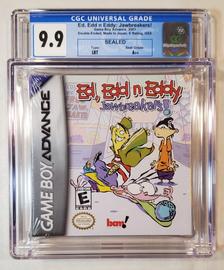 CGC UNIVERSAL GRADE
9.9
Ed, Edd n Eddy: Jawbreakers!
Game Boy Advance, 2003
SEALED
A++
GAME BOY ADVANCE
Ed, Edd n Eddy
Jawbreakers!
E
EVERYONE
bam!